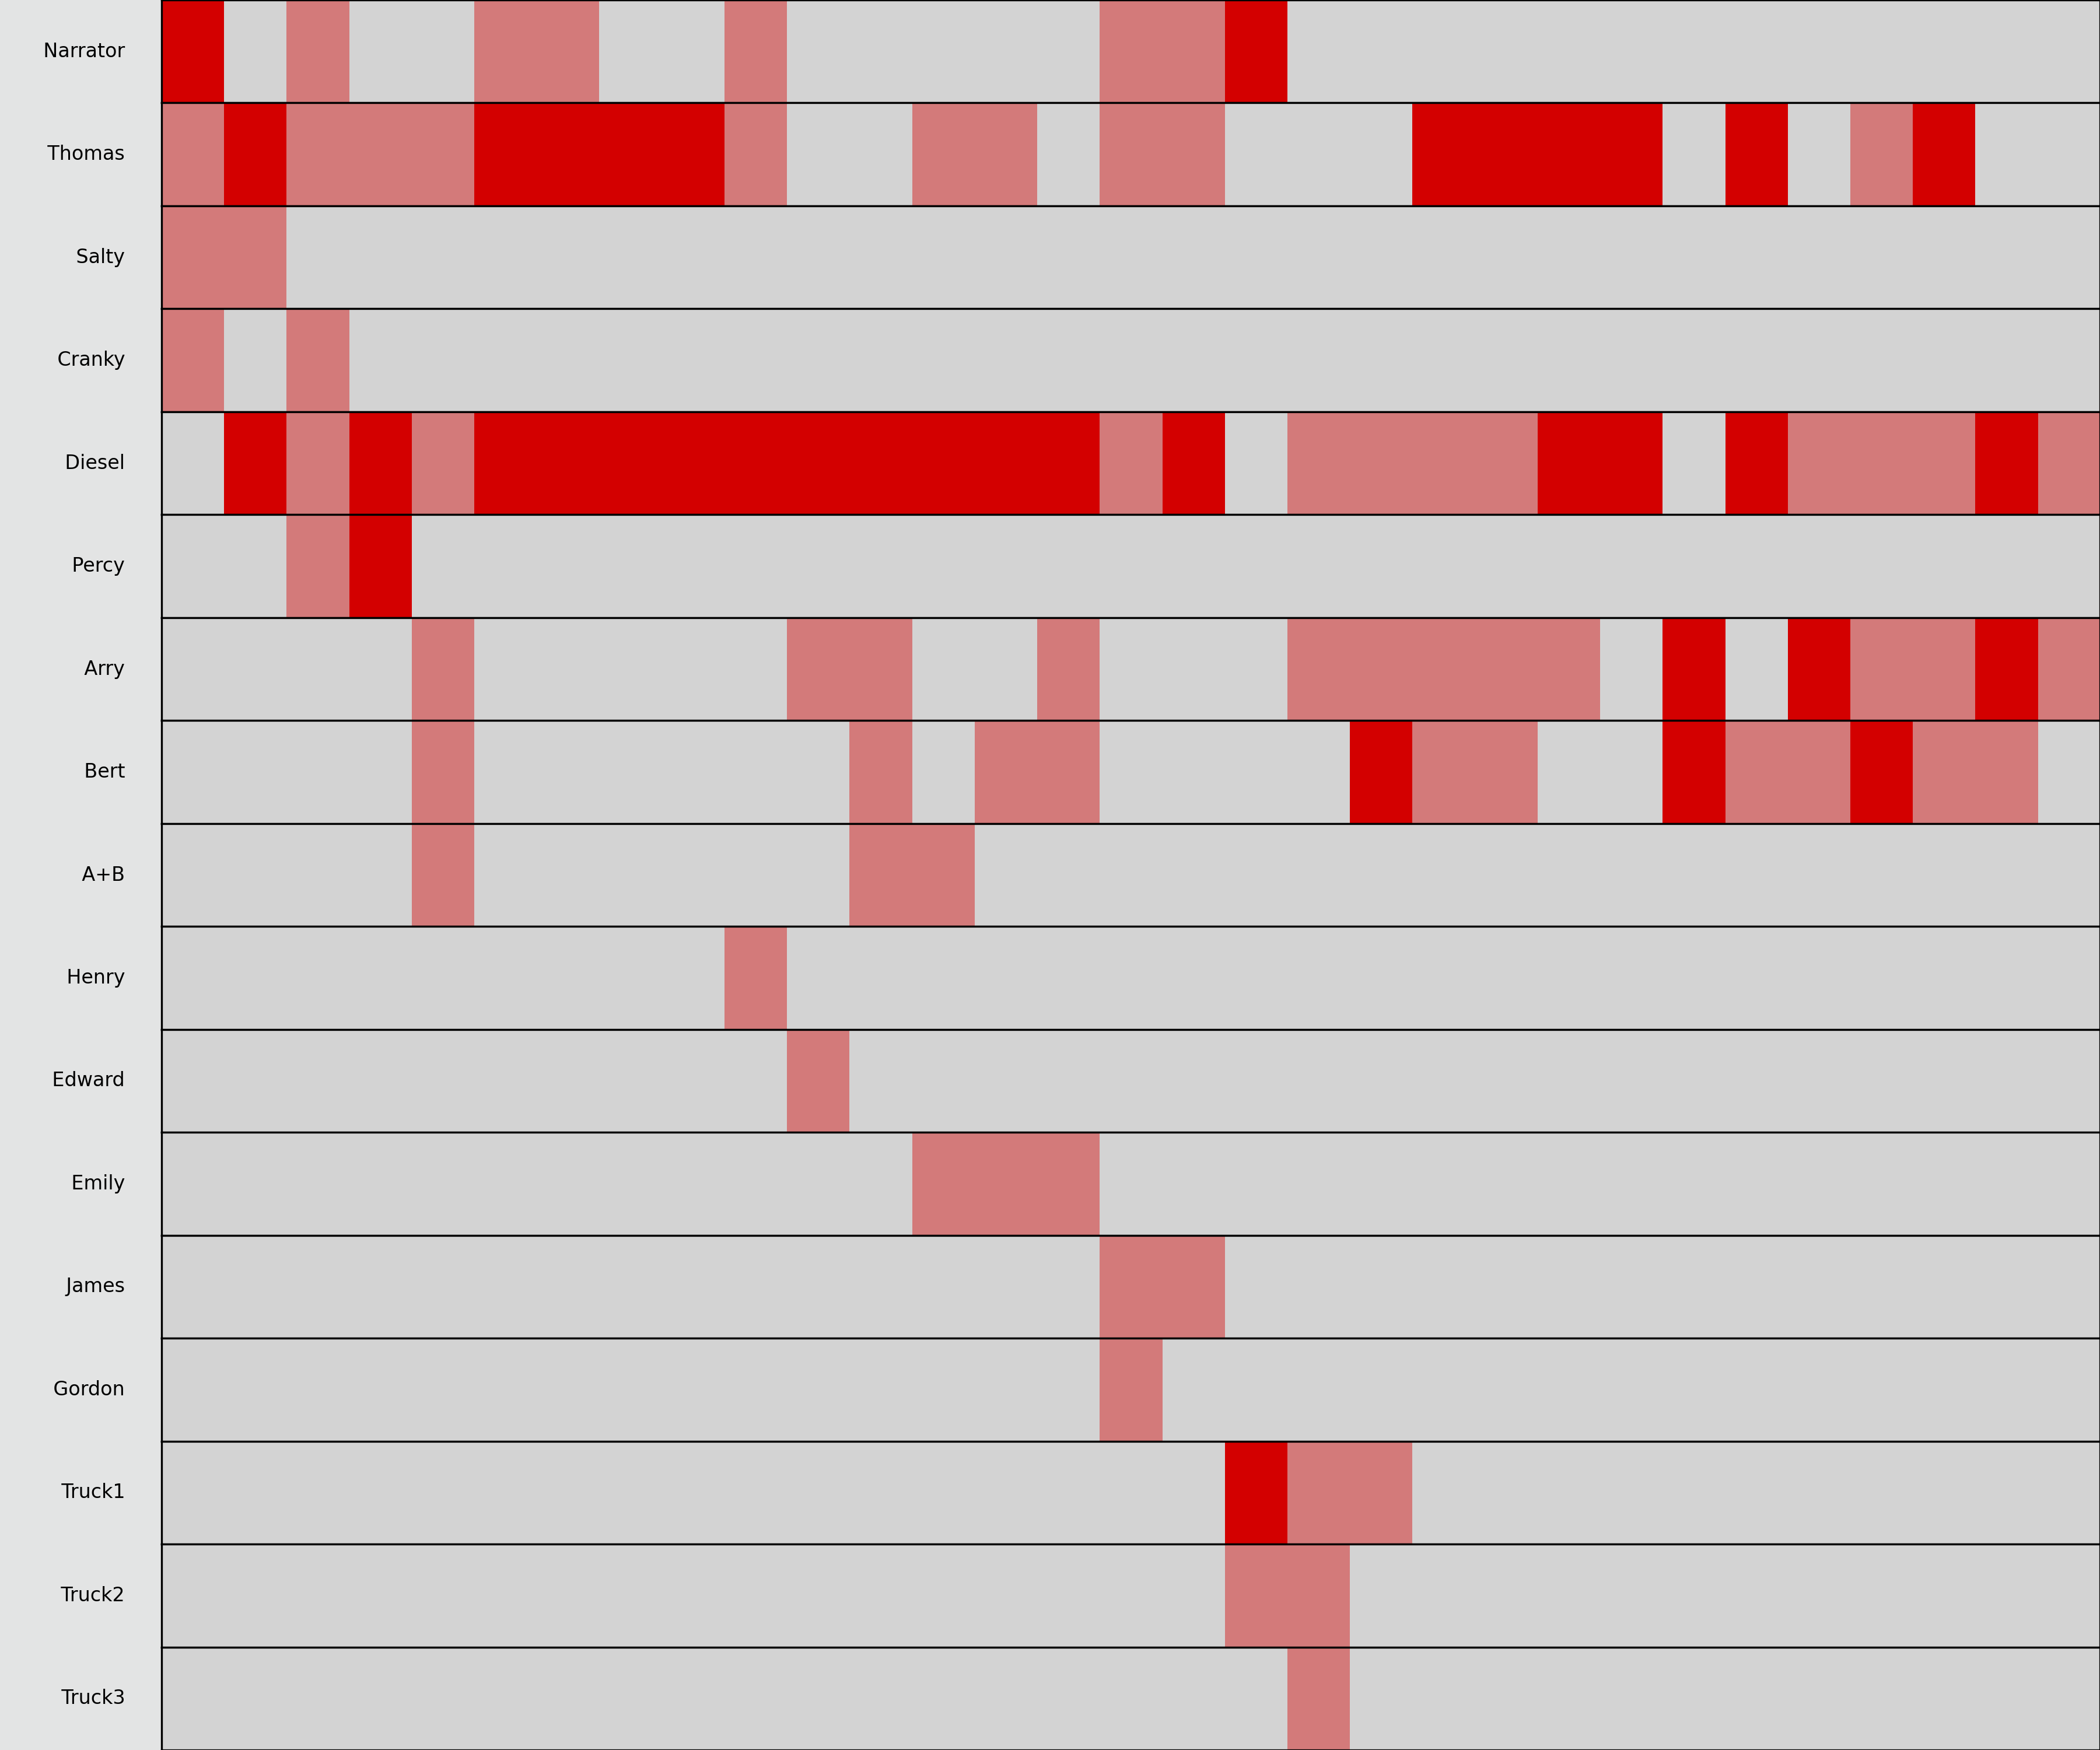 Narrator
Thomas
Salty
Cranky
Diesel
Percy
Arry
Bert
A+B
Henry
Edward
Emily
James
Gordon
Truck1
Truck2
Truck3